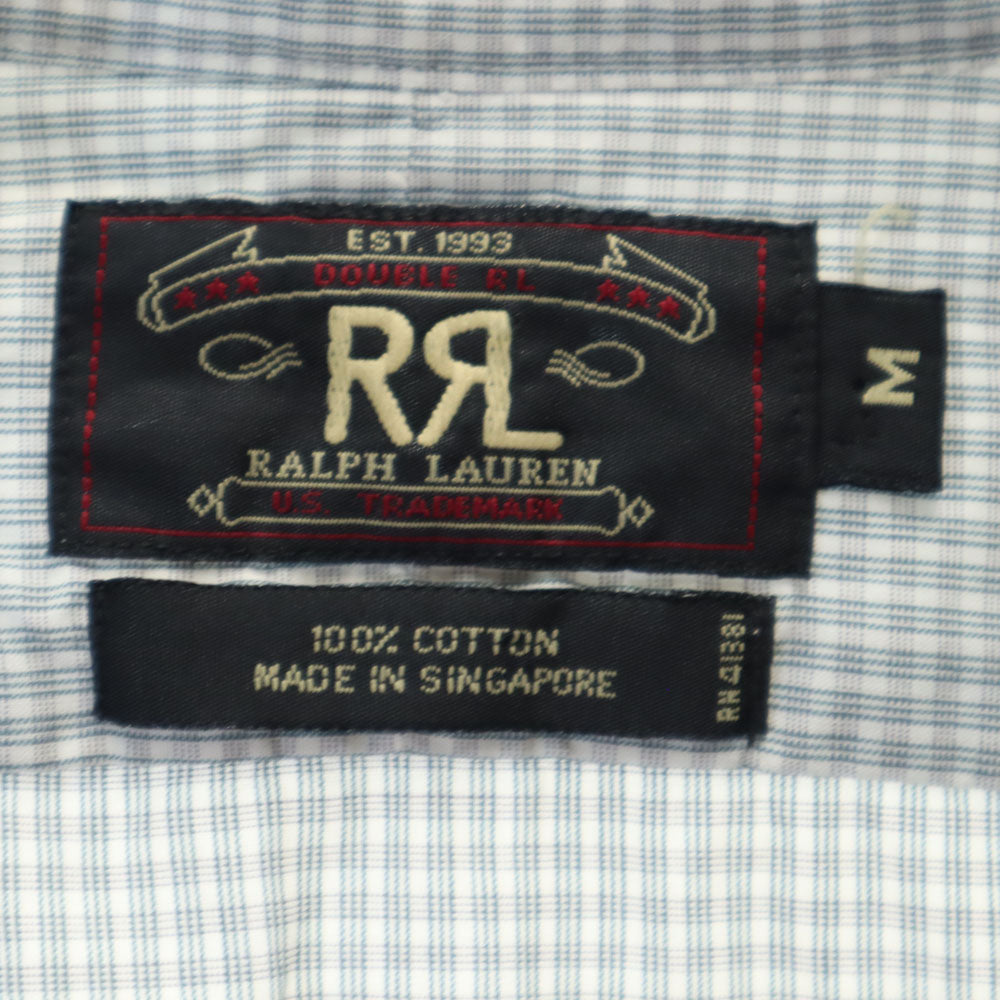 EST. 1993
DOUBLE RL
RRL
RALPH LAUREN
U.S. TRADEMARK
M
100% COTTON
MADE IN SINGAPORE
RN 41381